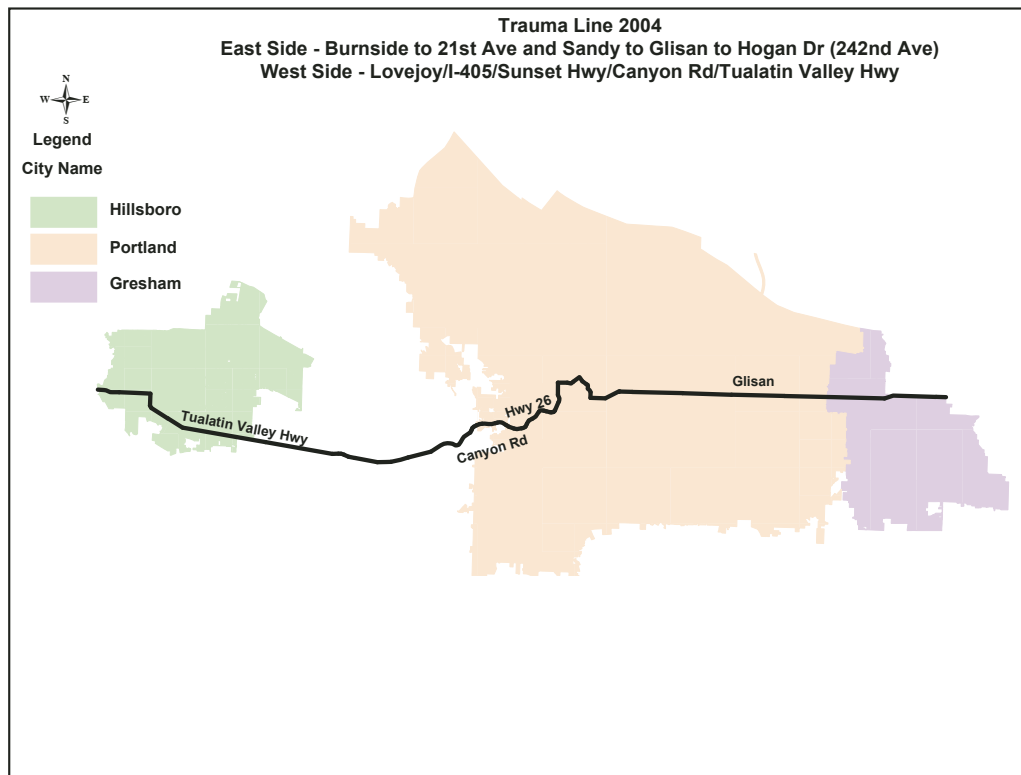 Trauma Line 2004
East Side - Burnside to 21st Ave and Sandy to Glisan to Hogan Dr (242nd Ave)
West Side - Lovejoy/I-405/Sunset Hwy/Canyon Rd/Tualatin Valley Hwy
N
W E
S
Legend
City Name
Hillsboro
Portland
Gresham
Glisan
Hwy 26
Tualatin Valley Hwy
Canyon Rd